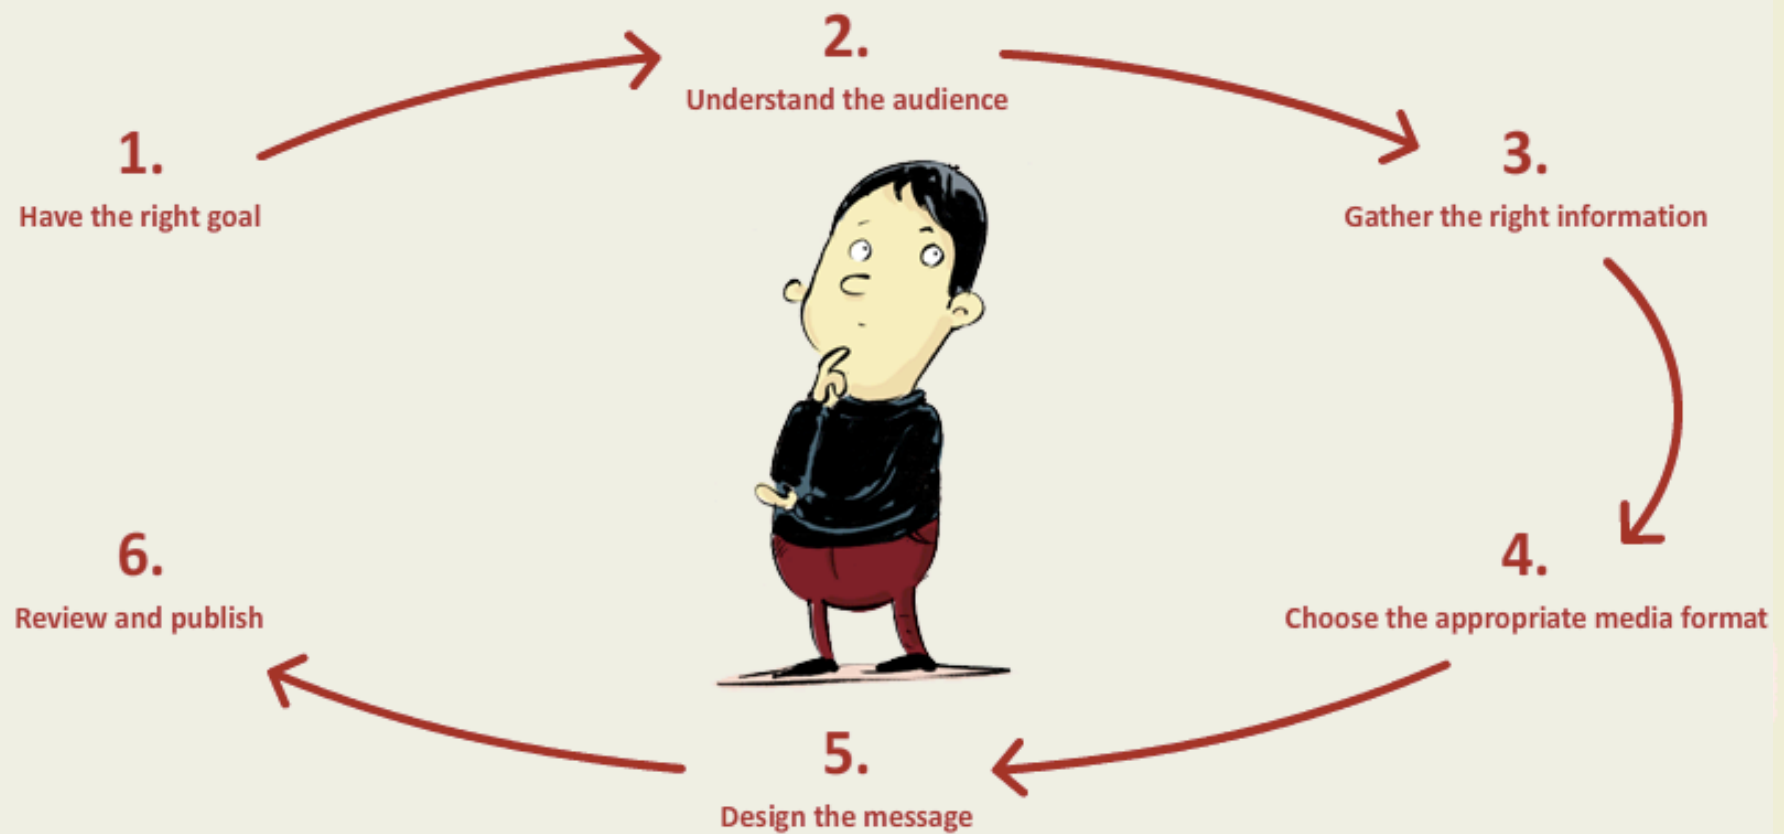 1.
Have the right goal
2.
Understand the audience
3.
Gather the right information
4.
Choose the appropriate media format
5.
Design the message
6.
Review and publish